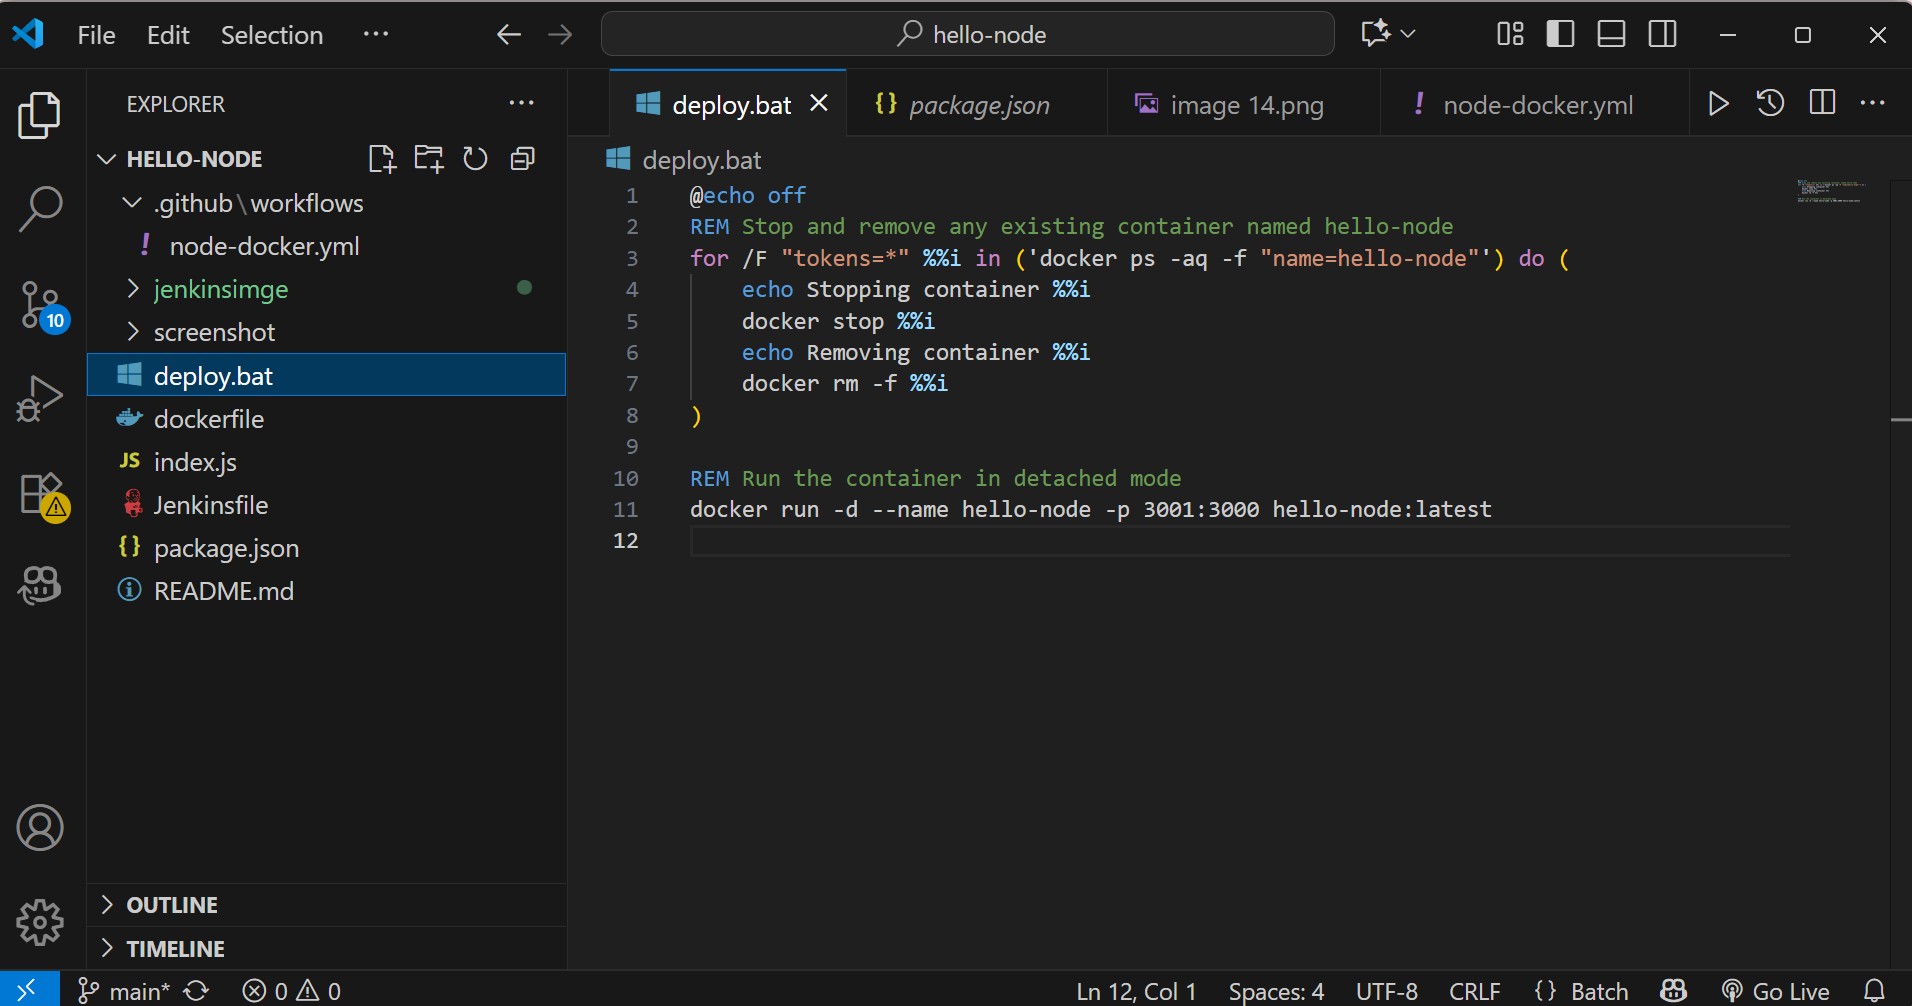 File Edit Selection ··· hello-node
EXPLORER ···
HELLO-NODE
.github\workflows
! node-docker.yml
jenkinsimge
screenshot
deploy.bat
dockerfile
JS index.js
Jenkinsfile
{} package.json
README.md
OUTLINE
TIMELINE
10
deploy.bat {} package.json image 14.png ! node-docker.yml ···
deploy.bat
1 @echo off
2 REM Stop and remove any existing container named hello-node
3 for /F "tokens=*" %%i in ('docker ps -aq -f "name=hello-node"') do (
4 echo Stopping container %%i
5 docker stop %%i
6 echo Removing container %%i
7 docker rm -f %%i
8 )
9
10 REM Run the container in detached mode
11 docker run -d --name hello-node -p 3001:3000 hello-node:latest
12
main* 0 0 Ln 12, Col 1 Spaces: 4 UTF-8 CRLF {} Batch Go Live